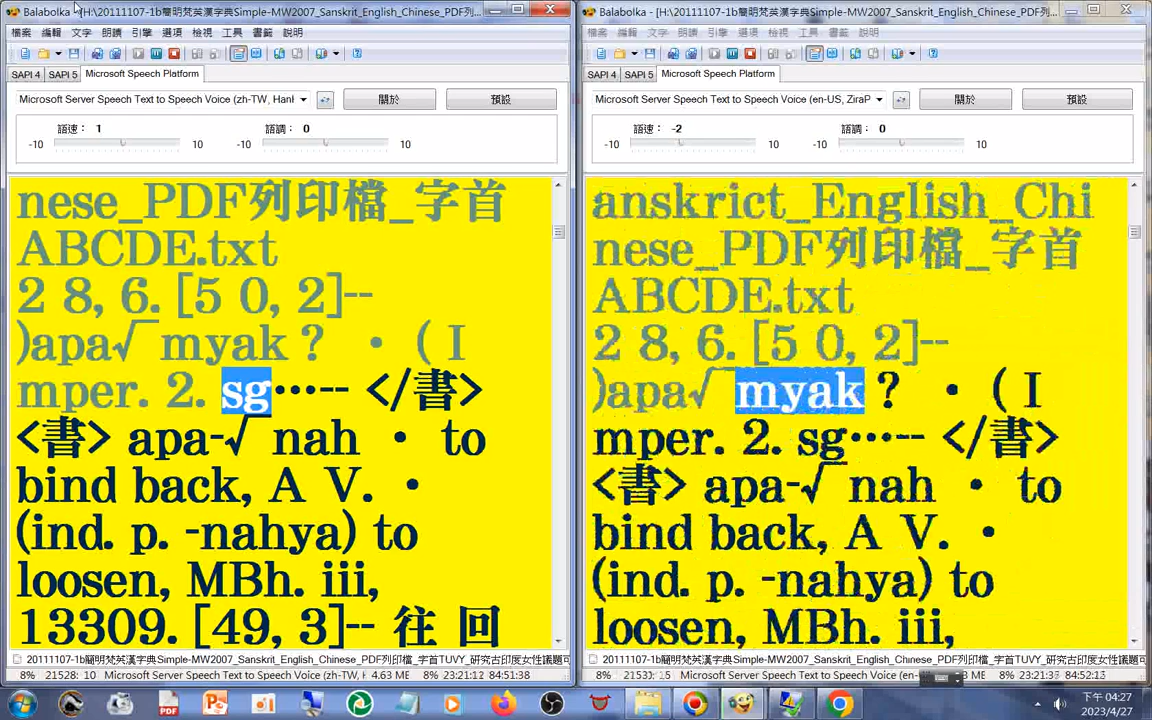 Balabolka - [H:\20111107-1b簡明梵英漢字典Simple-MW2007_Sanskrit_English_Chinese_PDF列...
檔案 編輯 文字 朗讀 引擎 選項 檢視 工具 書籤 說明
SAPI 4 SAPI 5 Microsoft Speech Platform
Microsoft Server Speech Text to Speech Voice (zh-TW, Hanl
關於 預設
語速： 1 語調： 0
-10 10 -10 10
nese_PDF列印檔_字首
ABCDE.txt
2 8, 6. [5 0, 2]--
)apa√ myak ? • ( I
mper. 2. sg…-- </書>
<書> apa-√ nah • to
bind back, A V. •
(ind. p. -nahya) to
loosen, MBh. iii,
13309. [49, 3]-- 往 回
20111107-1b簡明梵英漢字典Simple-MW2007_Sanskrit_English_Chinese_PDF列印檔_字首TUVY_研究古印度女性議題可
8% 21528: 10 Microsoft Server Speech Text to Speech Voice (zh-TW, H 4.63 ME 8% 23:21:12 84:51:38
Balabolka - [H:\20111107-1b簡明梵英漢字典Simple-MW2007_Sanskrit_English_Chinese_PDF列...
檔案 編輯 文字 朗讀 引擎 選項 檢視 工具 書籤 說明
SAPI 4 SAPI 5 Microsoft Speech Platform
Microsoft Server Speech Text to Speech Voice (en-US, ZiraP
關於 預設
語速： -2 語調： 0
-10 10 -10 10
anskrict_English_Chi
nese_PDF列印檔_字首
ABCDE.txt
2 8, 6. [5 0, 2]--
)apa√ myak ? • ( I
mper. 2. sg…-- </書>
<書> apa-√ nah • to
bind back, A V. •
(ind. p. -nahya) to
loosen, MBh. iii,
20111107-1b簡明梵英漢字典Simple-MW2007_Sanskrit_English_Chinese_PDF列印檔_字首TUVY_研究古印度女性議題可
8% 21537: 15 Microsoft Server Speech Text to Speech Voice (en-US, 8% 23:21:37 84:52:13
下午 04:27
2023/4/27